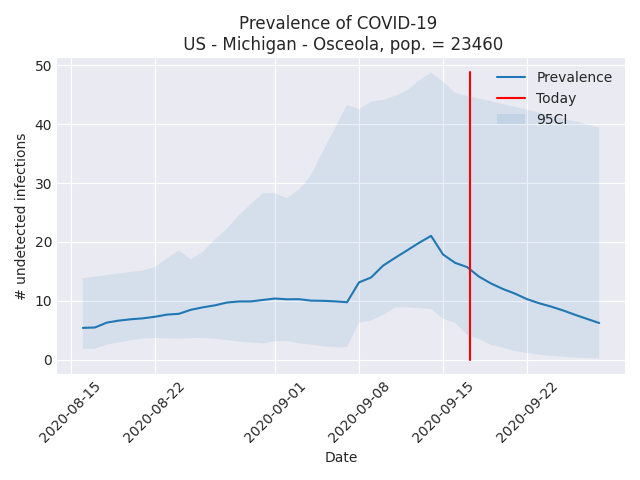 Prevalence of COVID-19
US - Michigan - Osceola, pop. = 23460
50
40
30
20
10
0
# undetected infections
Prevalence
Today
95CI
2020-08-15
2020-08-22
2020-09-01
2020-09-08
2020-09-15
2020-09-22
Date